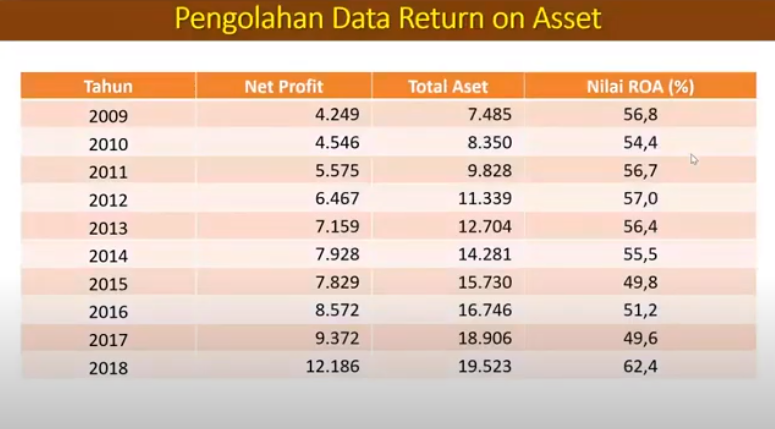 Pengolahan Data Return on Asset
Tahun Net Profit Total Aset Nilai ROA (%)
2009 4.249 7.485 56,8
2010 4.546 8.350 54,4
2011 5.575 9.828 56,7
2012 6.467 11.339 57,0
2013 7.159 12.704 56,4
2014 7.928 14.281 55,5
2015 7.829 15.730 49,8
2016 8.572 16.746 51,2
2017 9.372 18.906 49,6
2018 12.186 19.523 62,4